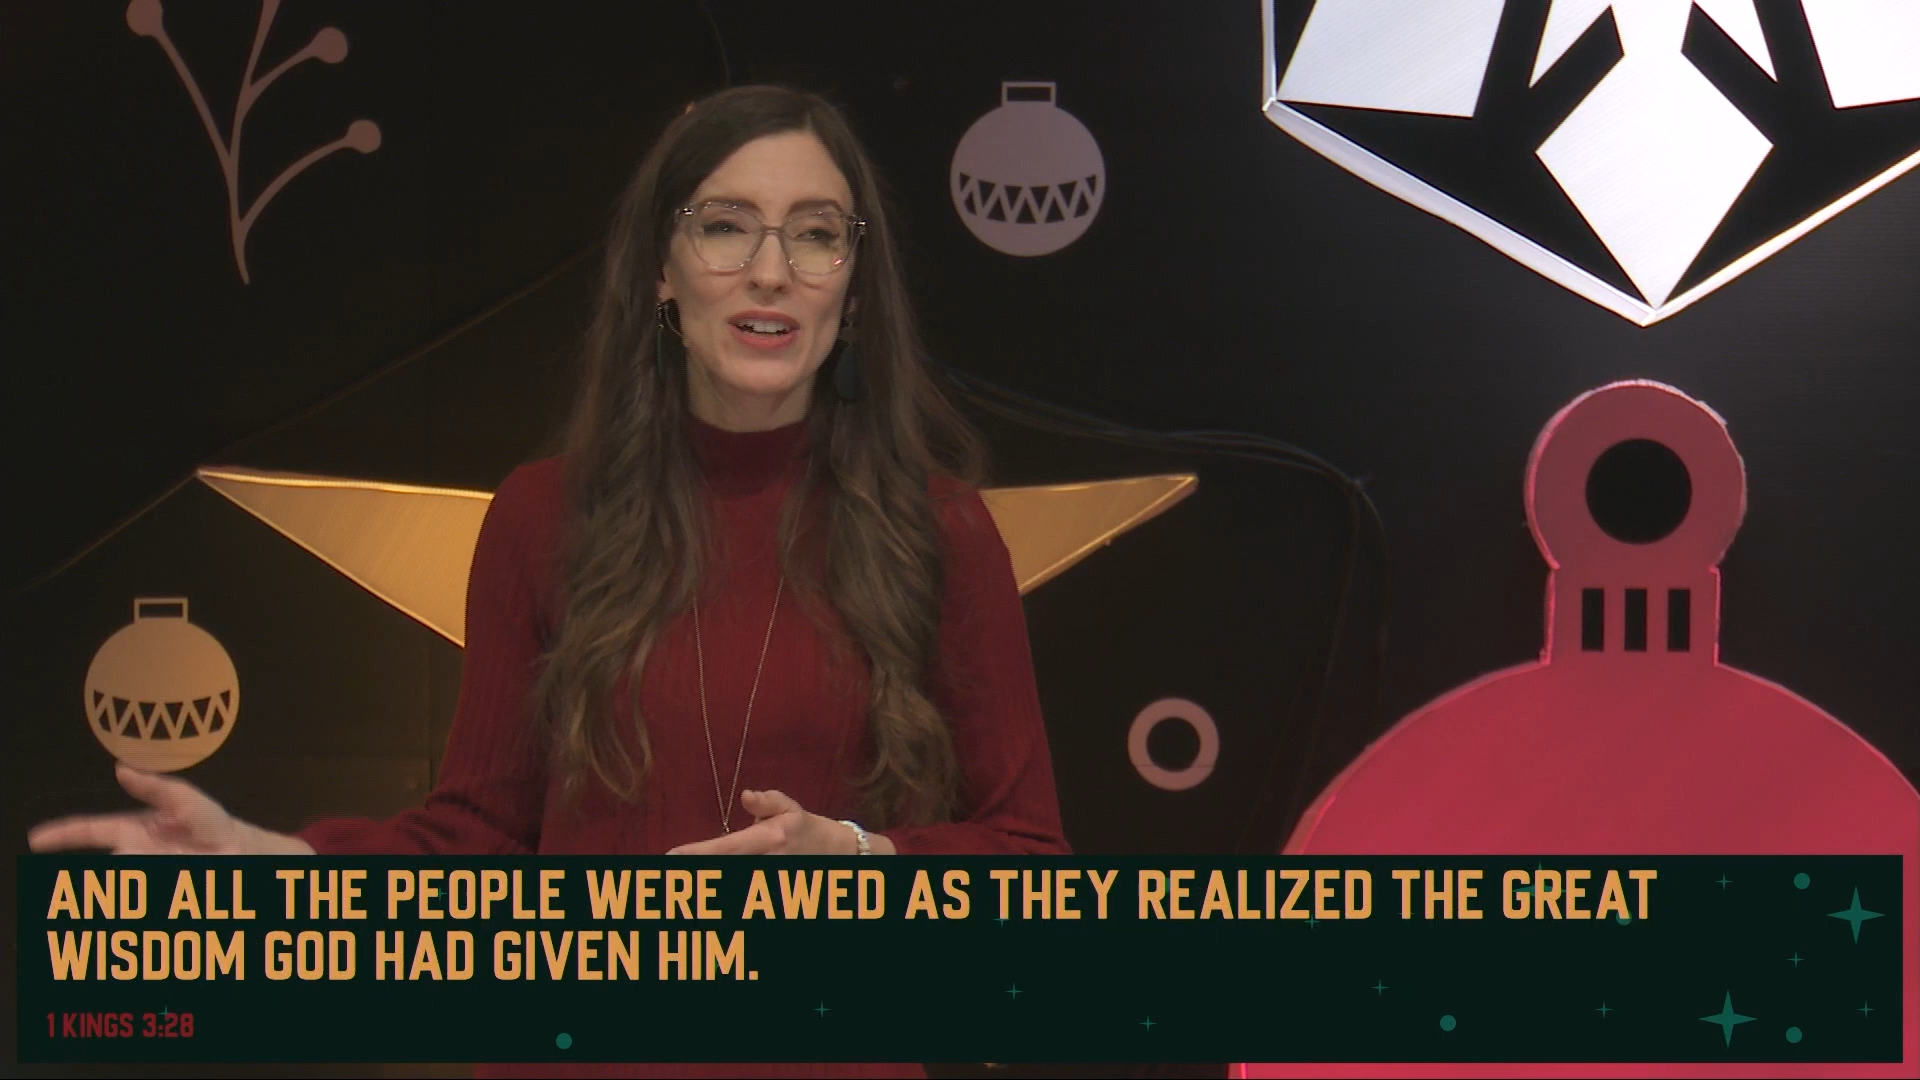 AND ALL THE PEOPLE WERE AWED AS THEY REALIZED THE GREAT
WISDOM GOD HAD GIVEN HIM.
1 KINGS 3:28